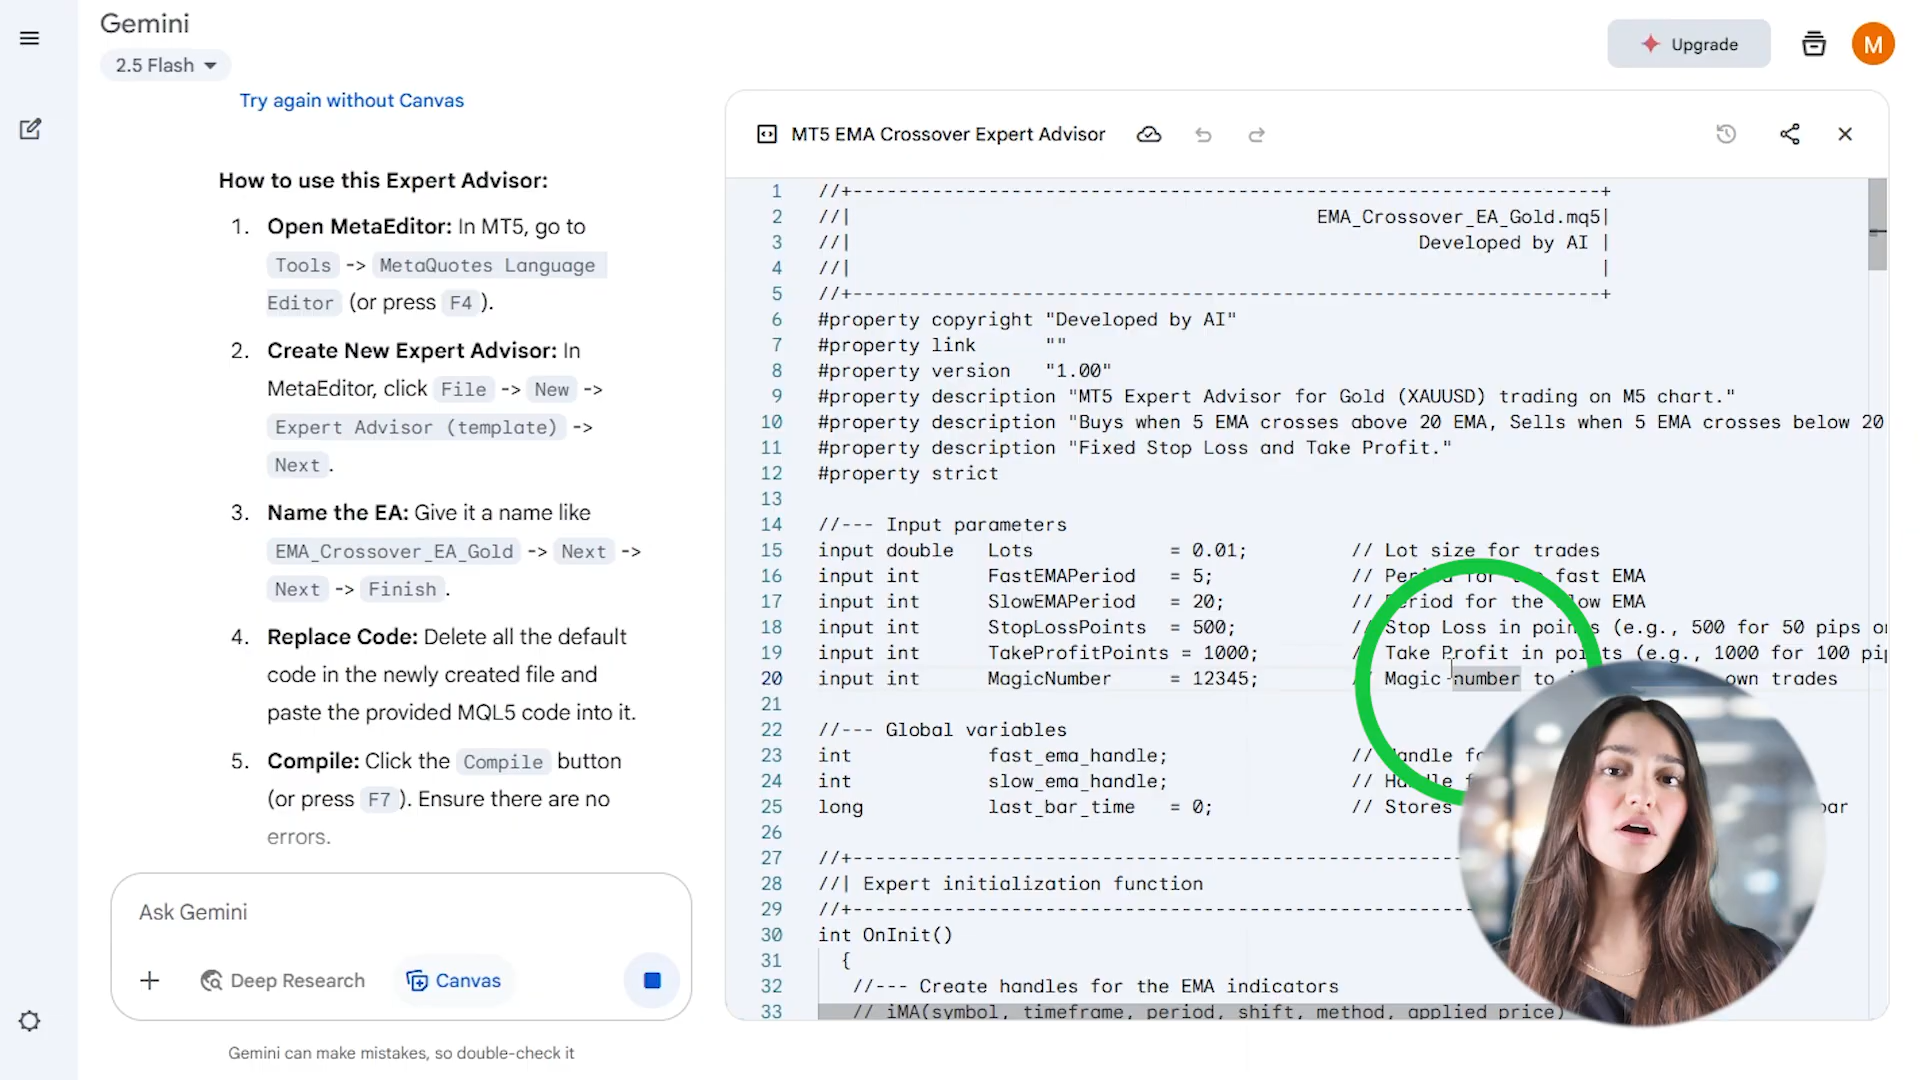 Gemini
2.5 Flash
Upgrade
M
Try again without Canvas
How to use this Expert Advisor:
1. Open MetaEditor: In MT5, go to
Tools -> MetaQuotes Language
Editor (or press F4 ).
2. Create New Expert Advisor: In
MetaEditor, click File -> New ->
Expert Advisor (template) ->
Next .
3. Name the EA: Give it a name like
EMA_Crossover_EA_Gold -> Next ->
Next -> Finish .
4. Replace Code: Delete all the default
code in the newly created file and
paste the provided MQL5 code into it.
5. Compile: Click the Compile button
(or press F7 ). Ensure there are no
errors.
Ask Gemini
Deep Research
Canvas
Gemini can make mistakes, so double-check it
MT5 EMA Crossover Expert Advisor
1 //+------------------------------------------------------------------+
2 //| EMA_Crossover_EA_Gold.mq5|
3 //| Developed by AI |
4 //| |
5 //+------------------------------------------------------------------+
6 #property copyright "Developed by AI"
7 #property link ""
8 #property version "1.00"
9 #property description "MT5 Expert Advisor for Gold (XAUUSD) trading on M5 chart."
10 #property description "Buys when 5 EMA crosses above 20 EMA, Sells when 5 EMA crosses below 20
11 #property description "Fixed Stop Loss and Take Profit."
12 #property strict
13
14 //--- Input parameters
15 input double Lots = 0.01; // Lot size for trades
16 input int FastEMAPeriod = 5; // Period for the fast EMA
17 input int SlowEMAPeriod = 20; // Period for the slow EMA
18 input int StopLossPoints = 500; // Stop Loss in points (e.g., 500 for 50 pips
19 input int TakeProfitPoints = 1000; // Take Profit in points (e.g., 1000 for 100
20 input int MagicNumber = 12345; // Magic number to own trades
21
22 //--- Global variables
23 int fast_ema_handle; // Handle
24 int slow_ema_handle; //
25 long last_bar_time = 0; // Stores bar
26
27 //+---------------------------------------------------
28 //| Expert initialization function
29 //+---------------------------------------------------
30 int OnInit()
31 {
32 //--- Create handles for the EMA indicators
33 // iMA(symbol, timeframe, period, shift, method, applied_price)